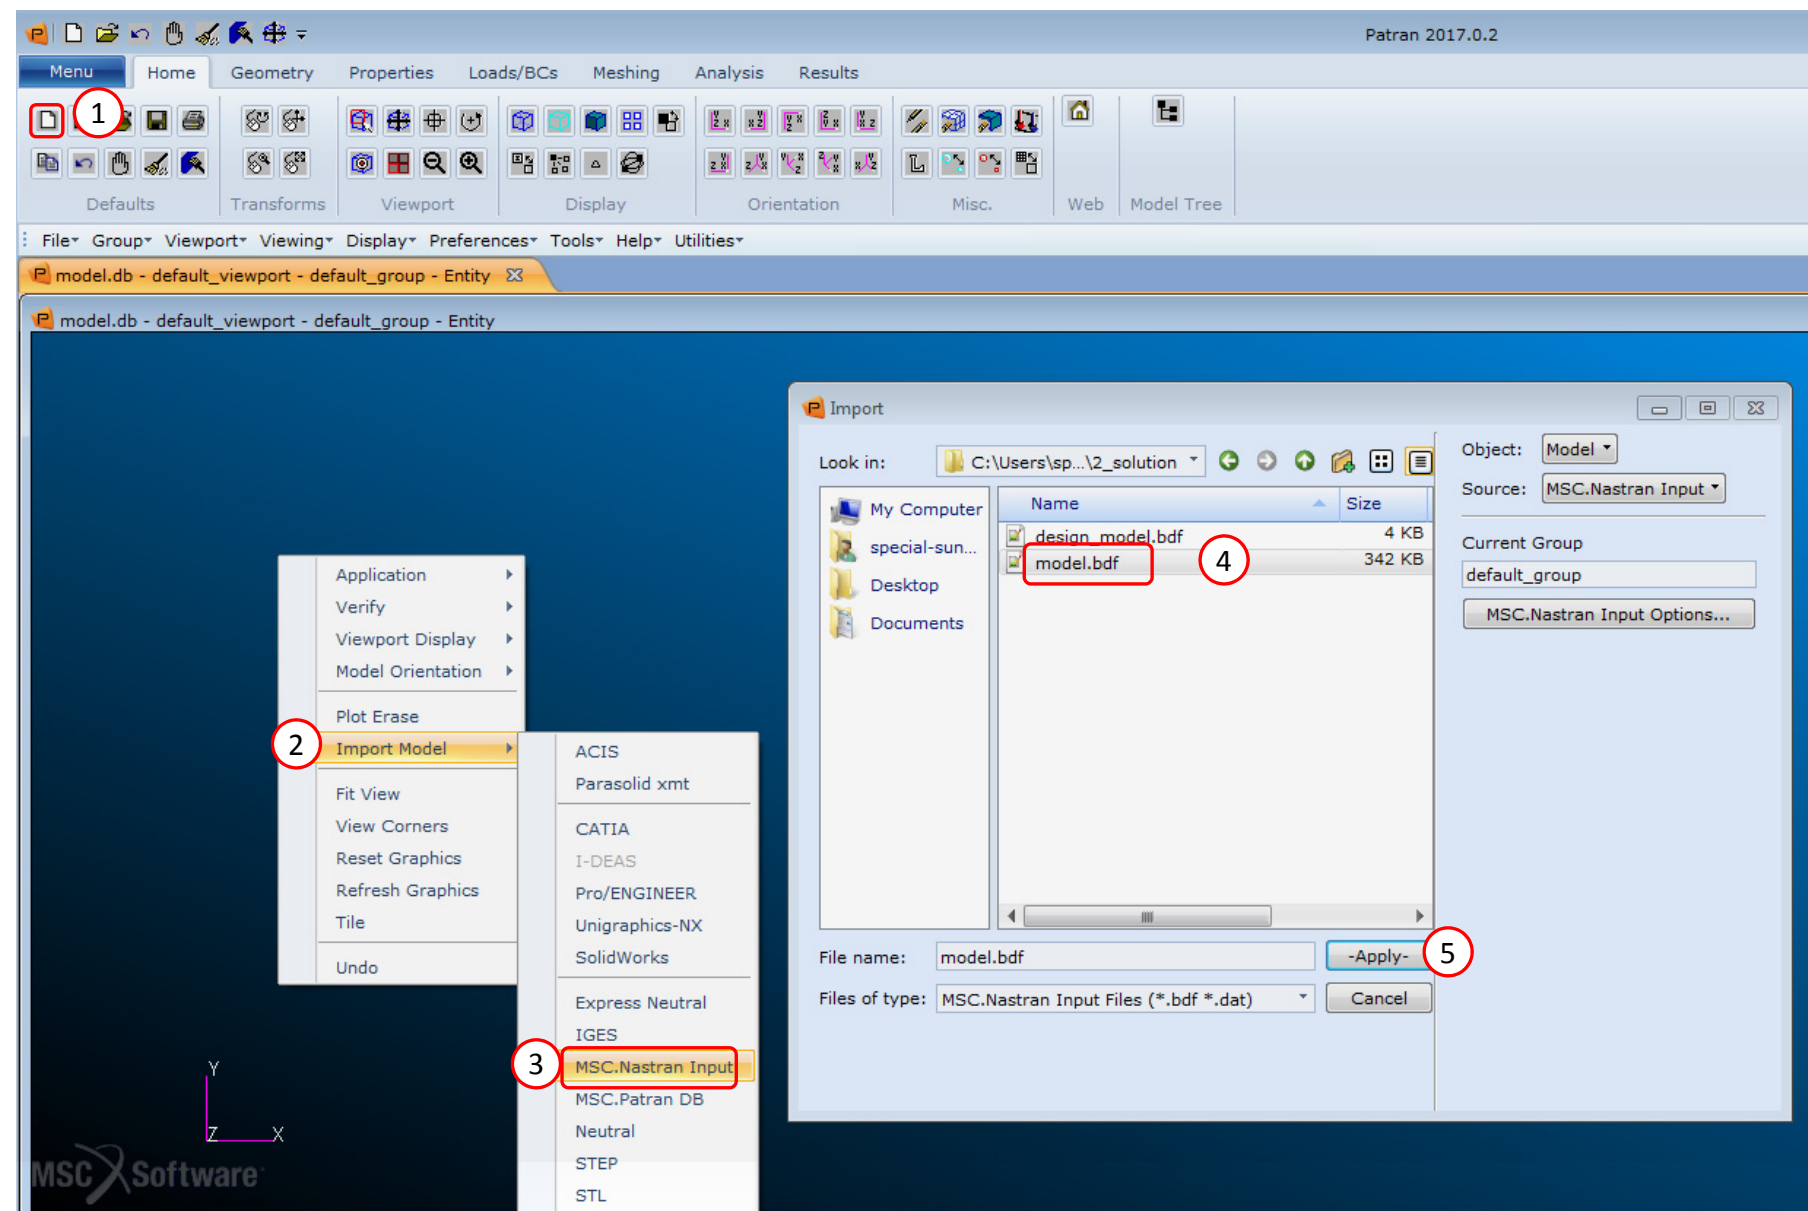 Patran 2017.0.2
Menu Home Geometry Properties Loads/BCs Meshing Analysis Results
1
Defaults Transforms Viewport Display Orientation Misc. Web Model Tree
File Group Viewport Viewing Display Preferences Tools Help Utilities
model.db - default_viewport - default_group - Entity
model.db - default_viewport - default_group - Entity
Application
Verify
Viewport Display
Model Orientation
Plot Erase
2 Import Model
Fit View
View Corners
Reset Graphics
Refresh Graphics
Tile
Undo
ACIS
Parasolid xmt
CATIA
I-DEAS
Pro/ENGINEER
Unigraphics-NX
SolidWorks
Express Neutral
IGES
3 MSC.Nastran Input
MSC.Patran DB
Neutral
STEP
STL
Import
Look in: C:\Users\sp...\2_solution
My Computer
special-sun...
Desktop
Documents
Name Size
design_model.bdf 4 KB
model.bdf 4 342 KB
File name: model.bdf -Apply- 5
Files of type: MSC.Nastran Input Files (*.bdf *.dat) Cancel
Object: Model
Source: MSC.Nastran Input
Current Group
default_group
MSC.Nastran Input Options...
Y
Z X
MSC Software